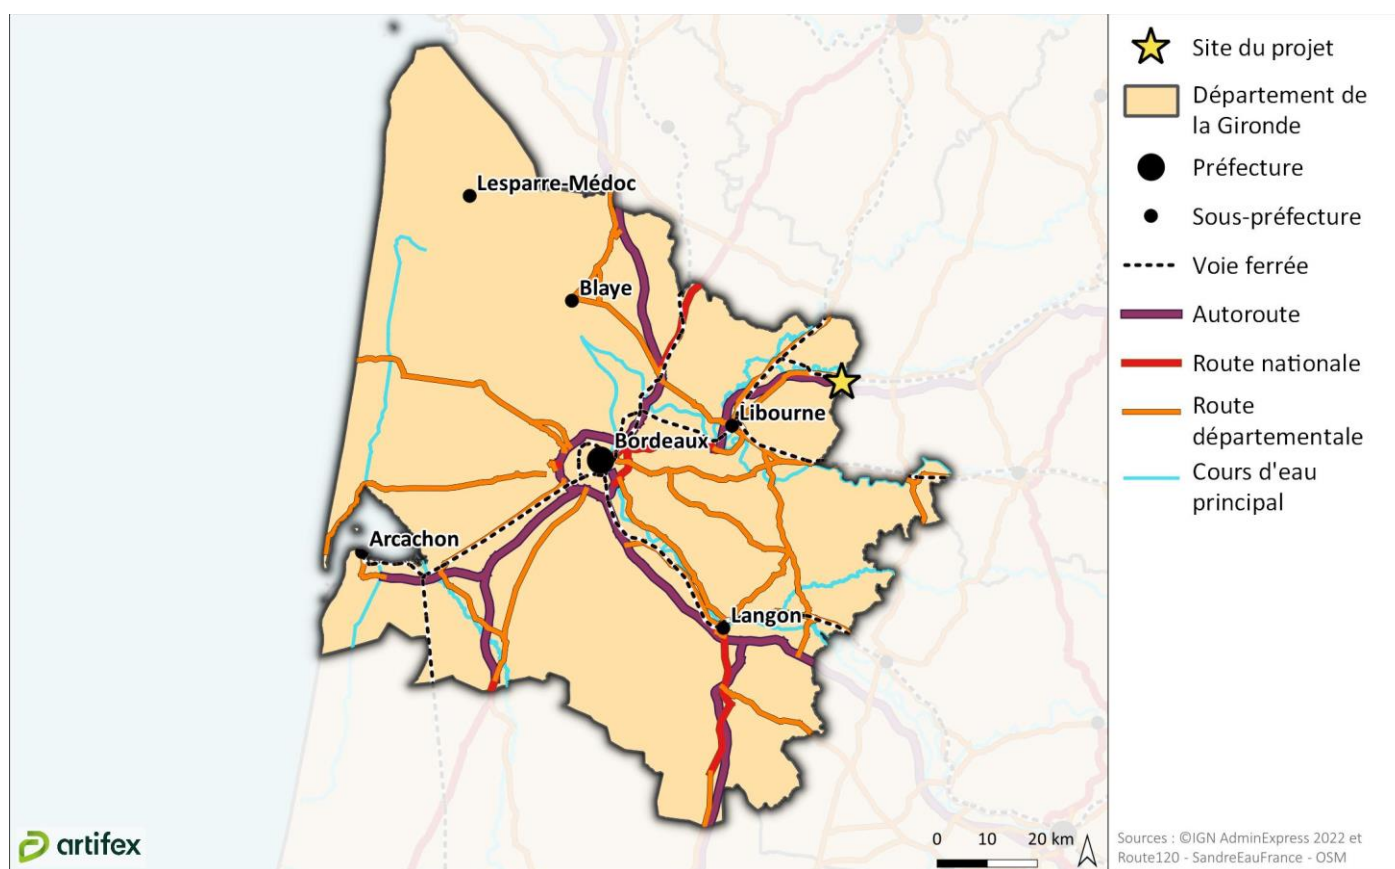 Lesparre-Médoc
Blaye
Libourne
Bordeaux
Arcachon
Langon
artifex
0 10 20 km
Site du projet
Département de
la Gironde
Préfecture
Sous-préfecture
Voie ferrée
Autoroute
Route nationale
Route
départementale
Cours d'eau
principal
Sources : ©IGN AdminExpress 2022 et
Route120 - SandreEauFrance - OSM